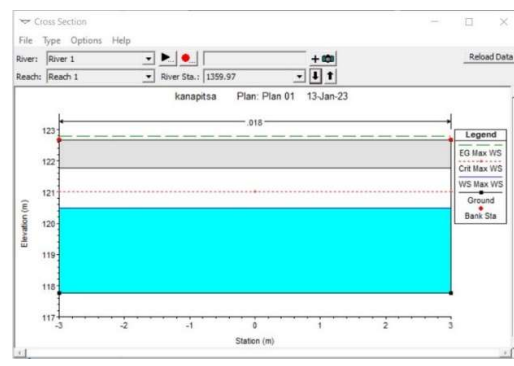 Cross Section
File Type Options Help
River: River 1
Reload Data
Reach: Reach 1 River Sta.: 1359.97
kanapitsa Plan: Plan 01 13-Jan-23
.018
123
122
121
120
119
118
117
Elevation (m)
-3 -2 -1 0 1 2 3
Station (m)
Legend
EG Max WS
Crit Max WS
WS Max WS
Ground
Bank Sta